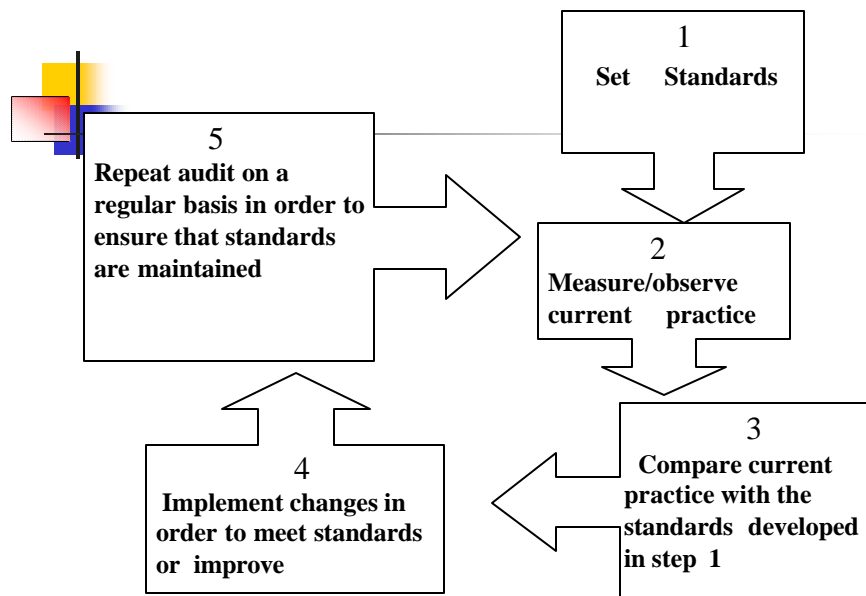 1
Set Standards
2
Measure/observe
current practice
3
Compare current
practice with the
standards developed
in step 1
4
Implement changes in
order to meet standards
or improve
5
Repeat audit on a
regular basis in order to
ensure that standards
are maintained